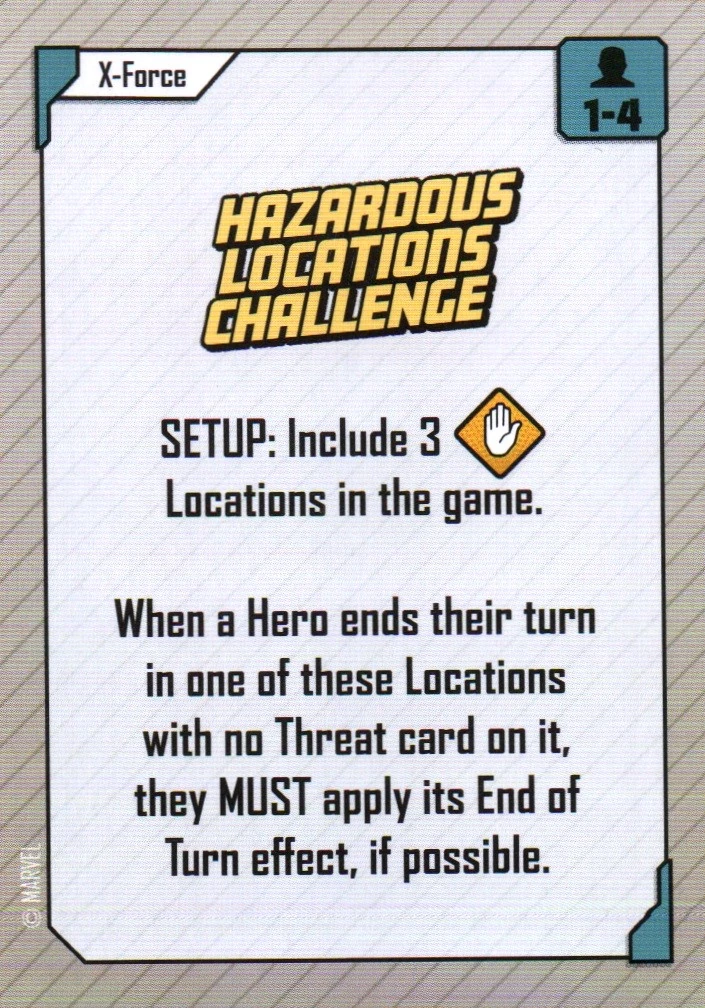 X-Force
1-4
HAZARDOUS
LOCATIONS
CHALLENGE
SETUP: Include 3
Locations in the game.
When a Hero ends their turn
in one of these Locations
with no Threat card on it,
they MUST apply its End of
Turn effect, if possible.
© MARVEL